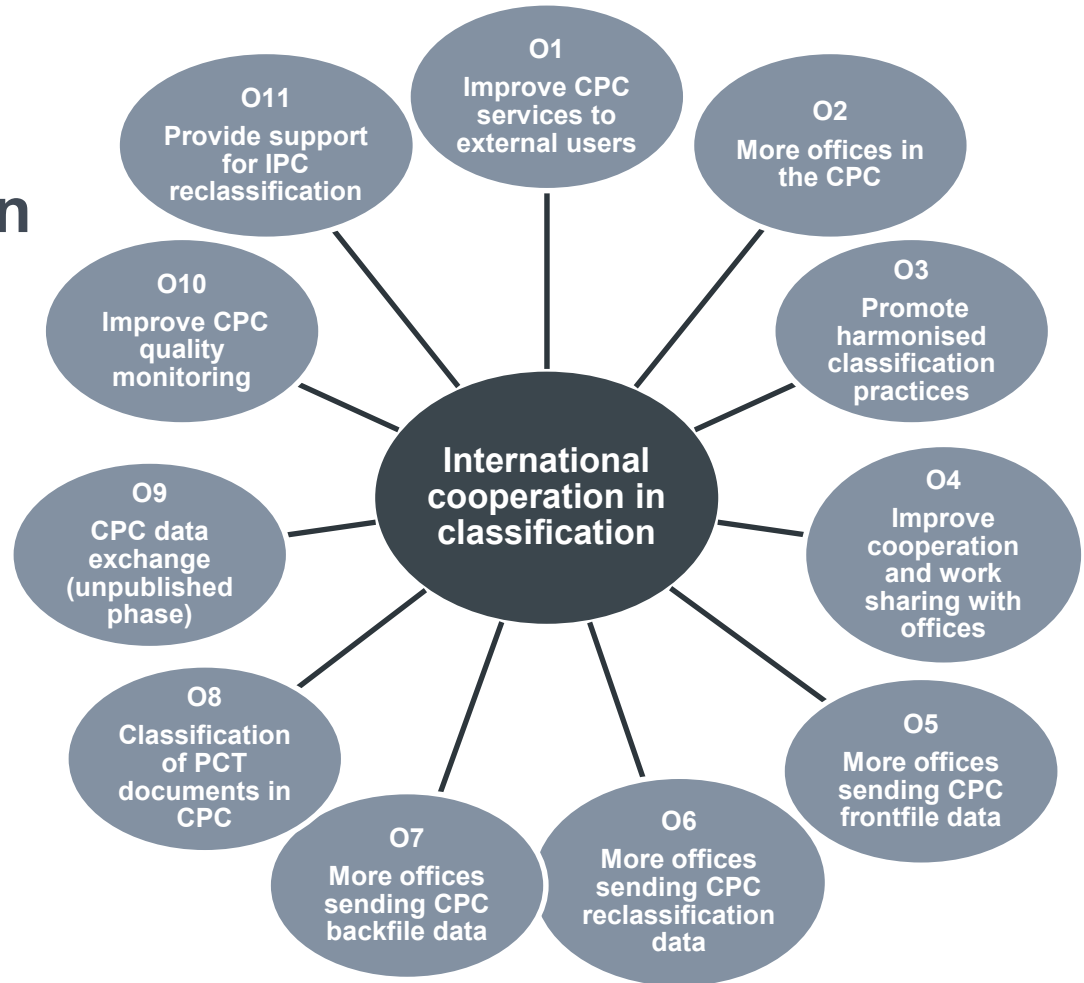 n
O1
Improve CPC
services to
external users
O2
More offices in
the CPC
O3
Promote
harmonised
classification
practices
O4
Improve
cooperation
and work
sharing with
offices
O5
More offices
sending CPC
frontfile data
O6
More offices
sending CPC
reclassification
data
O7
More offices
sending CPC
backfile data
O8
Classification
of PCT
documents in
CPC
O9
CPC data
exchange
(unpublished
phase)
O10
Improve CPC
quality
monitoring
O11
Provide support
for IPC
reclassification
International
cooperation in
classification